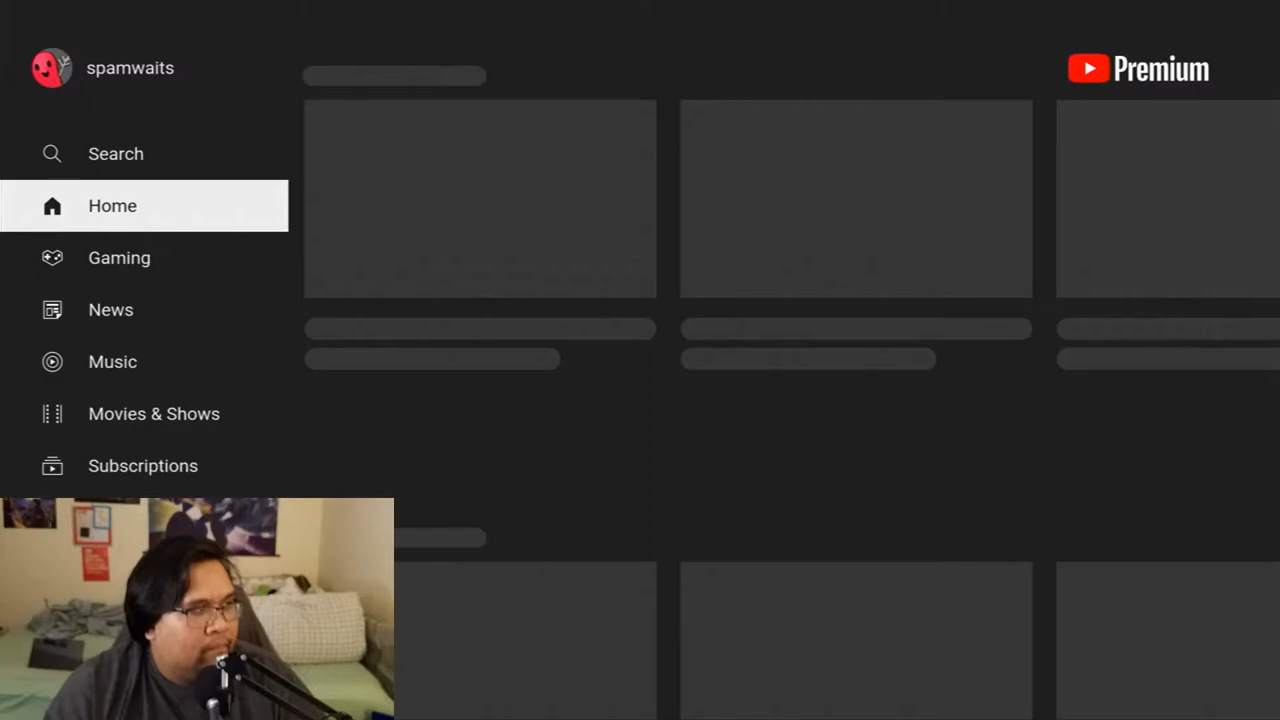 spamwaits
Premium
Search
Home
Gaming
News
Music
Movies & Shows
Subscriptions